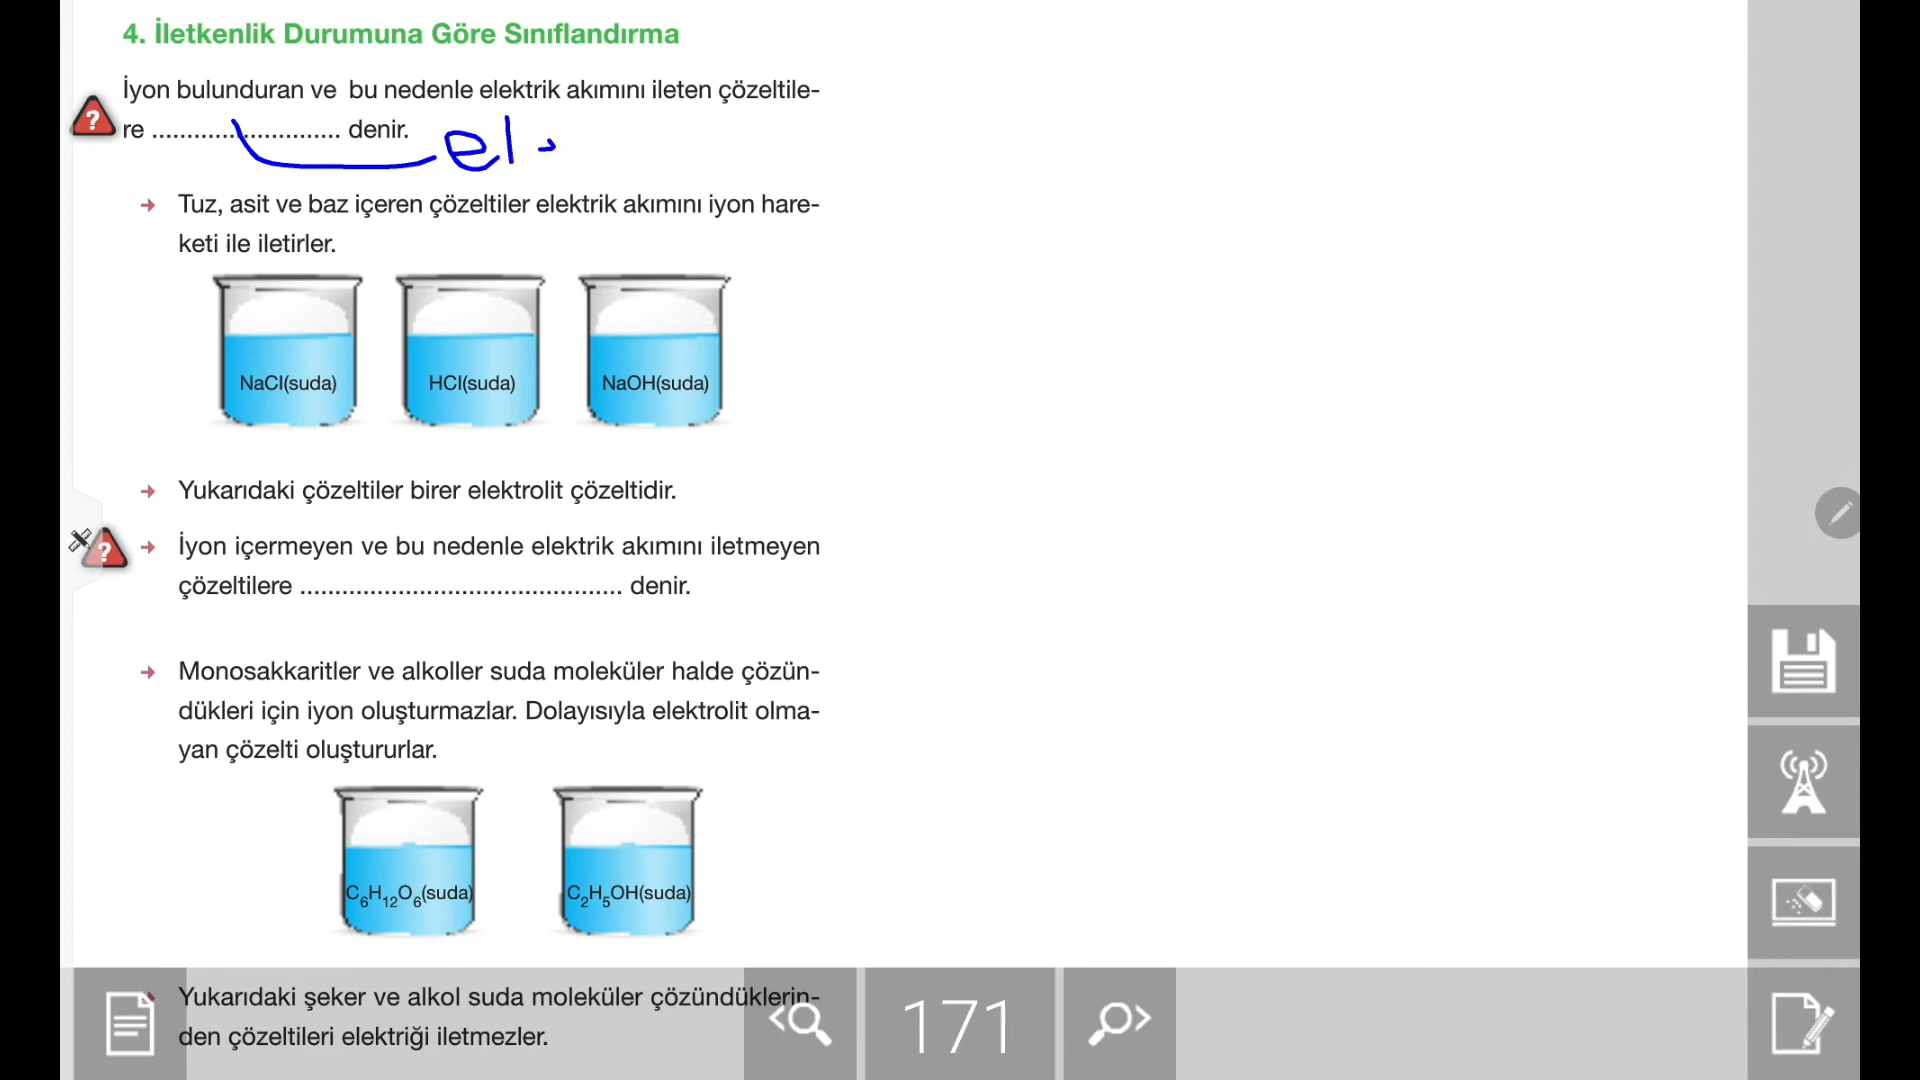 4. İletkenlik Durumuna Göre Sınıflandırma
İyon bulunduran ve bu nedenle elektrik akımını ileten çözeltile-
re ........................... denir.
el
Tuz, asit ve baz içeren çözeltiler elektrik akımını iyon hare-
keti ile iletirler.
NaCl(suda) HCl(suda) NaOH(suda)
Yukarıdaki çözeltiler birer elektrolit çözeltidir.
İyon içermeyen ve bu nedenle elektrik akımını iletmeyen
çözeltilere .............................................. denir.
Monosakkaritler ve alkoller suda moleküler halde çözün-
dükleri için iyon oluşturmazlar. Dolayısıyla elektrolit olma-
yan çözelti oluştururlar.
C₆H₁₂O₆(suda) C₂H₅OH(suda)
Yukarıdaki şeker ve alkol suda moleküler çözündüklerin-
den çözeltileri elektriği iletmezler.
171